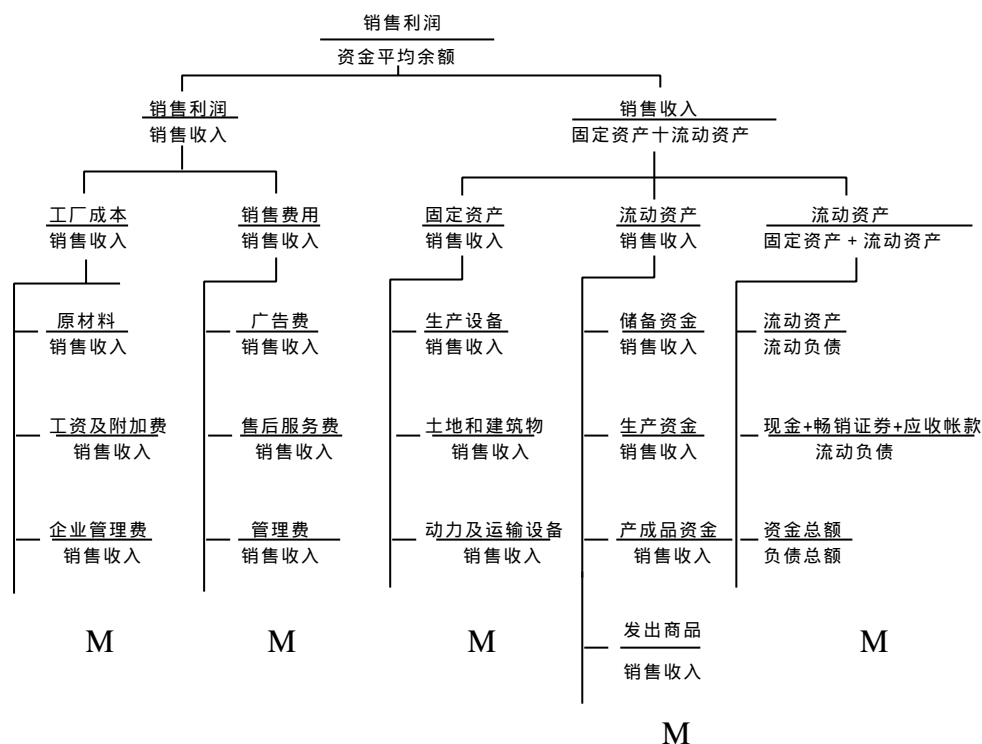 销售利润
资金平均余额
销售利润
销售收入
销售收入
固定资产十流动资产
工厂成本
销售收入
销售费用
销售收入
固定资产
销售收入
流动资产
销售收入
流动资产
固定资产+流动资产
原材料
销售收入
广告费
销售收入
生产设备
销售收入
储备资金
销售收入
流动资产
流动负债
工资及附加费
销售收入
售后服务费
销售收入
土地和建筑物
销售收入
生产资金
销售收入
现金+畅销证券+应收帐款
流动负债
企业管理费
销售收入
管理费
销售收入
动力及运输设备
销售收入
产成品资金
销售收入
资金总额
负债总额
M
M
M
发出商品
销售收入
M
M